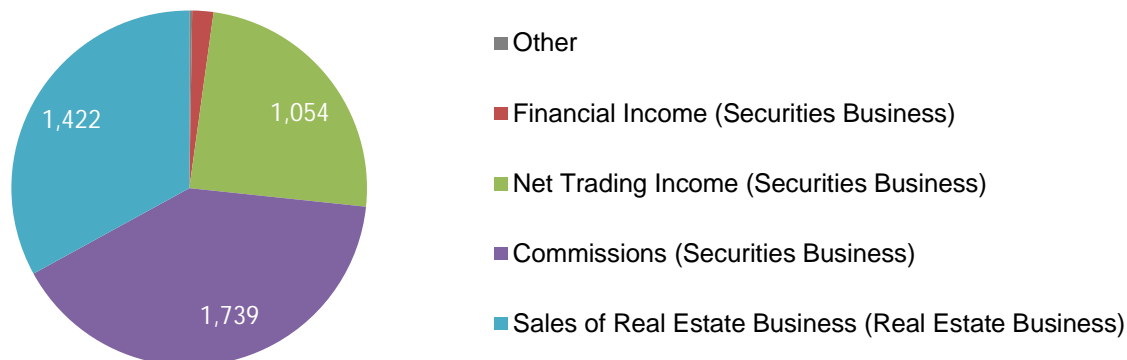 Other
Financial Income (Securities Business)
1,054
1,422
Net Trading Income (Securities Business)
Commissions (Securities Business)
1,739
Sales of Real Estate Business (Real Estate Business)